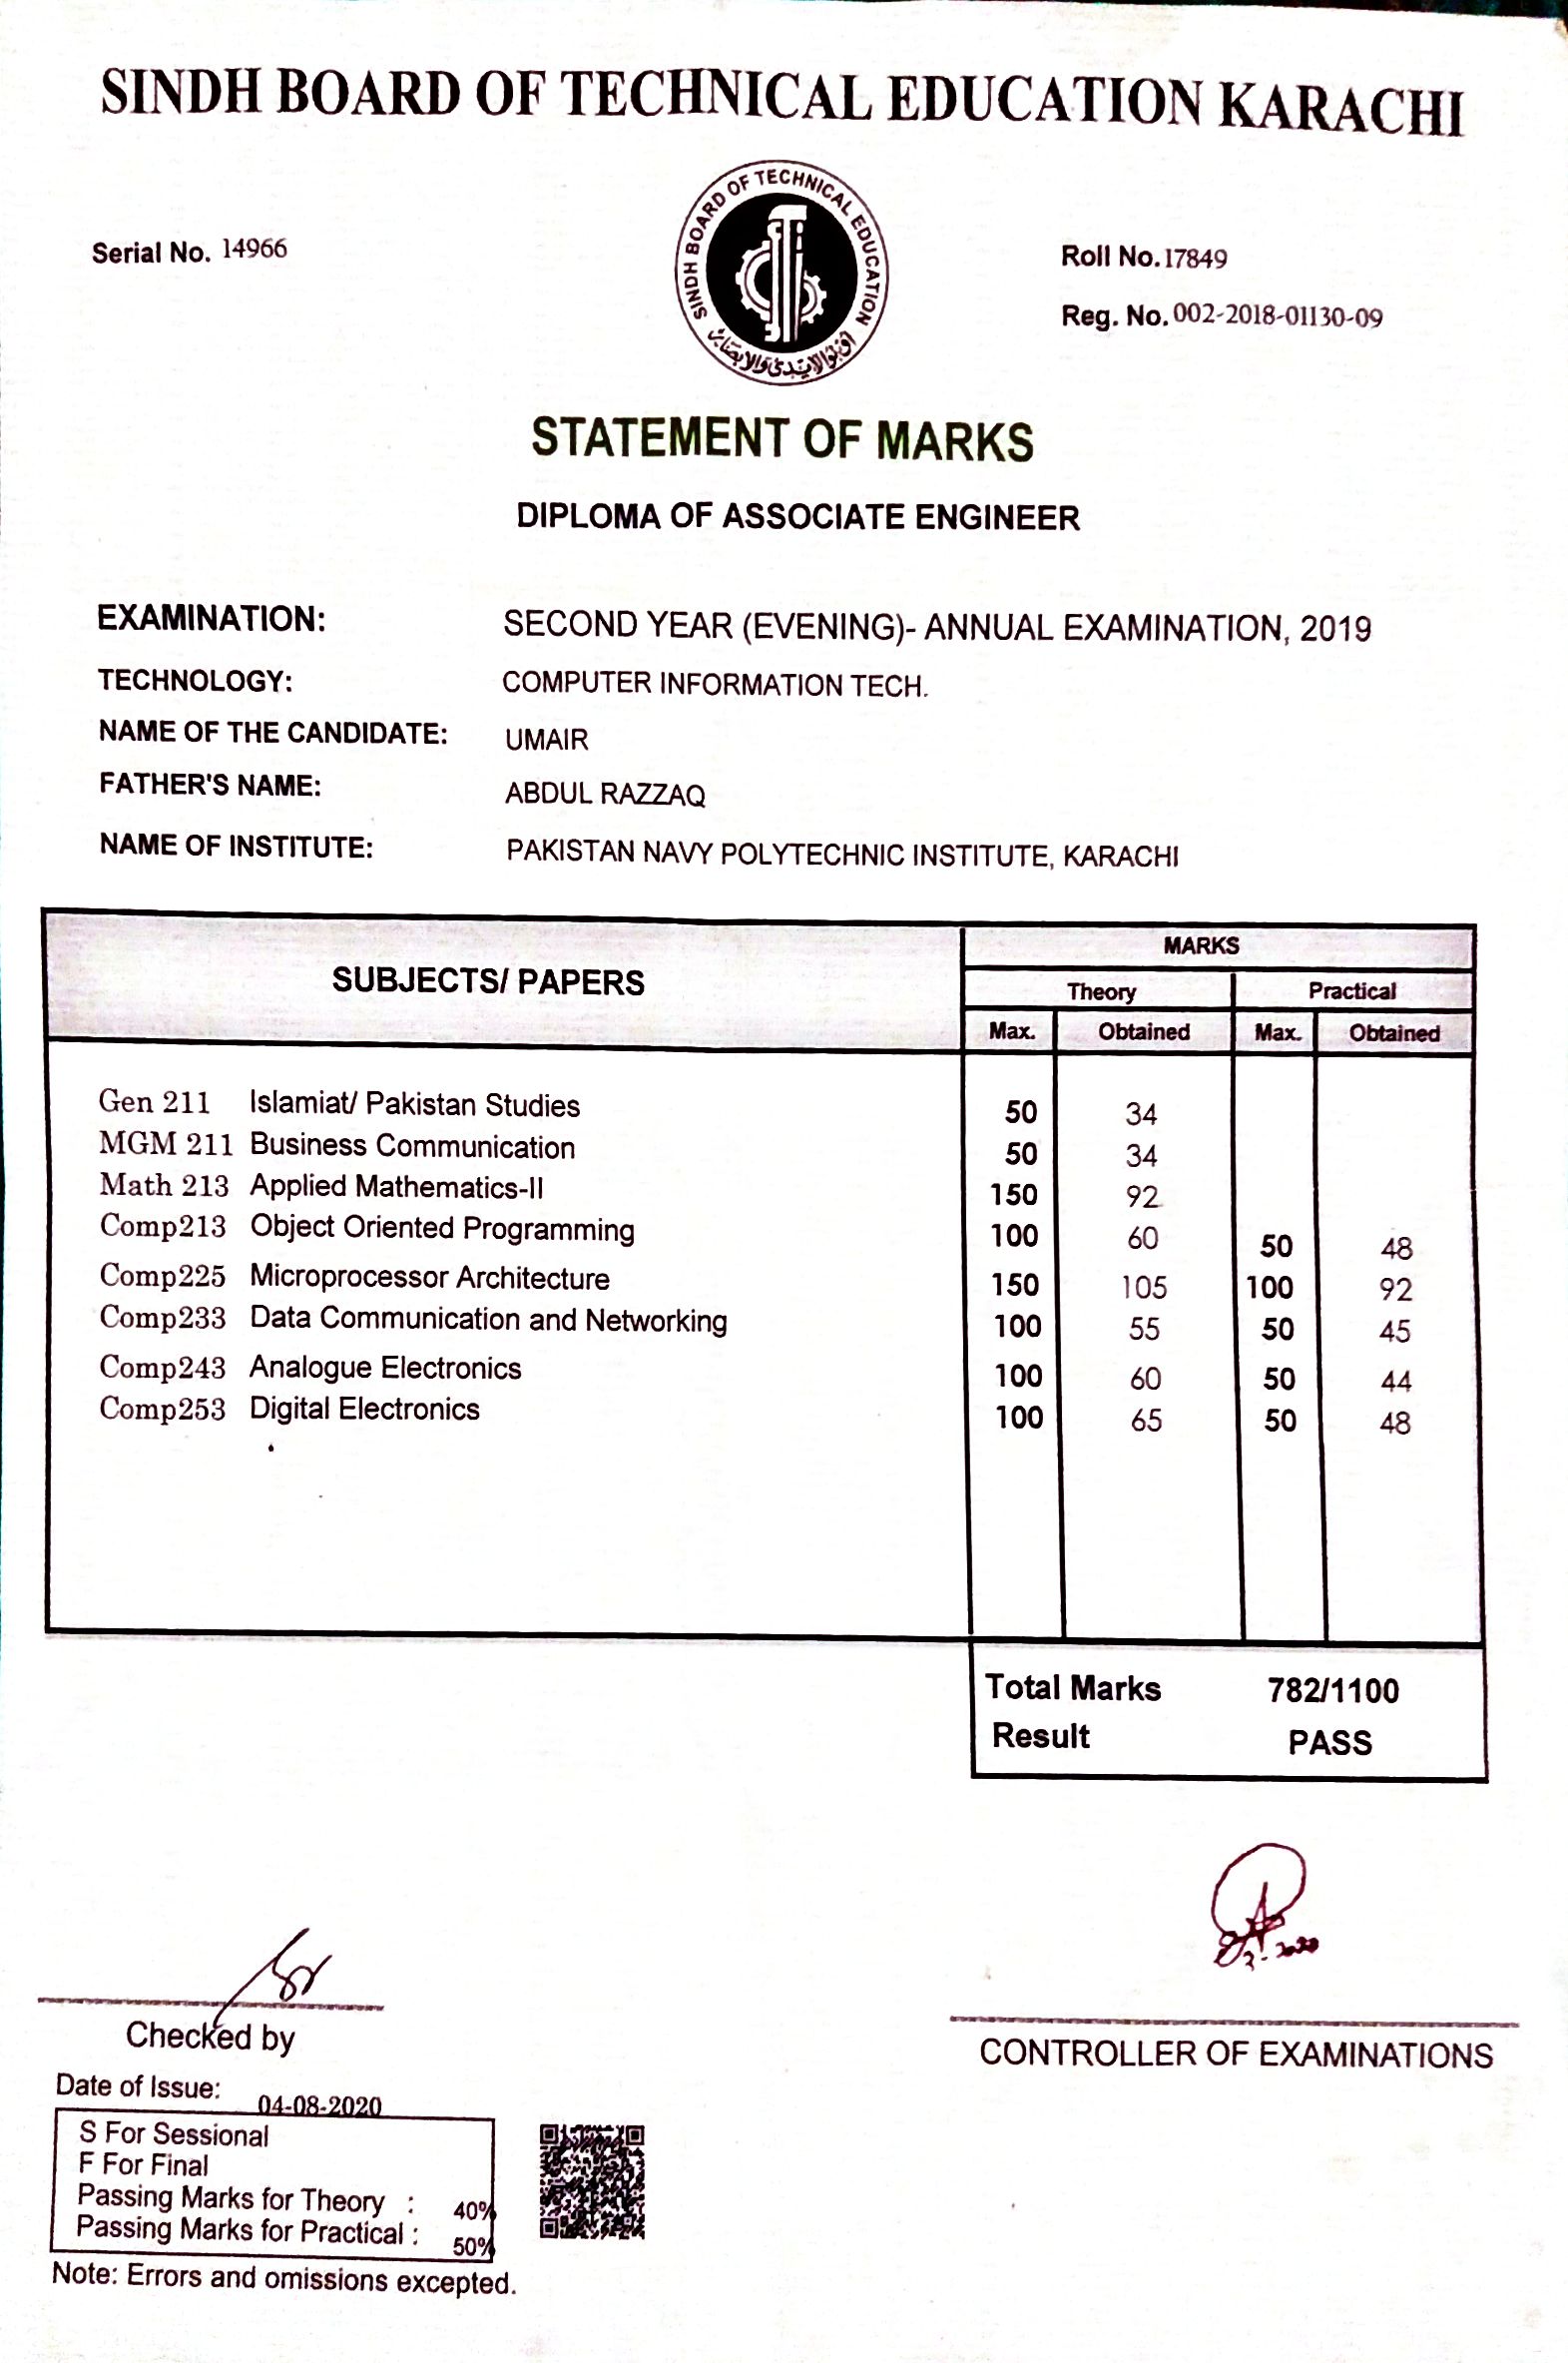 SINDH BOARD OF TECHNICAL EDUCATION KARACHI
SINDH BOARD OF TECHNICAL EDUCATION
Serial No. 14966
Roll No. 17849
Reg. No. 002-2018-01130-09
STATEMENT OF MARKS
DIPLOMA OF ASSOCIATE ENGINEER
EXAMINATION: SECOND YEAR (EVENING)- ANNUAL EXAMINATION, 2019
TECHNOLOGY: COMPUTER INFORMATION TECH.
NAME OF THE CANDIDATE: UMAIR
FATHER'S NAME: ABDUL RAZZAQ
NAME OF INSTITUTE: PAKISTAN NAVY POLYTECHNIC INSTITUTE, KARACHI
SUBJECTS/ PAPERS MARKS
Theory Practical
Max. Obtained Max. Obtained
Gen 211 Islamiat/ Pakistan Studies 50 34
MGM 211 Business Communication 50 34
Math 213 Applied Mathematics-II 150 92
Comp213 Object Oriented Programming 100 60 50 48
Comp225 Microprocessor Architecture 150 105 100 92
Comp233 Data Communication and Networking 100 55 50 45
Comp243 Analogue Electronics 100 60 50 44
Comp253 Digital Electronics 100 65 50 48
Total Marks 782/1100
Result PASS
Checked by
CONTROLLER OF EXAMINATIONS
Date of Issue: 04-08-2020
S For Sessional
F For Final
Passing Marks for Theory : 40%
Passing Marks for Practical : 50%
Note: Errors and omissions excepted.